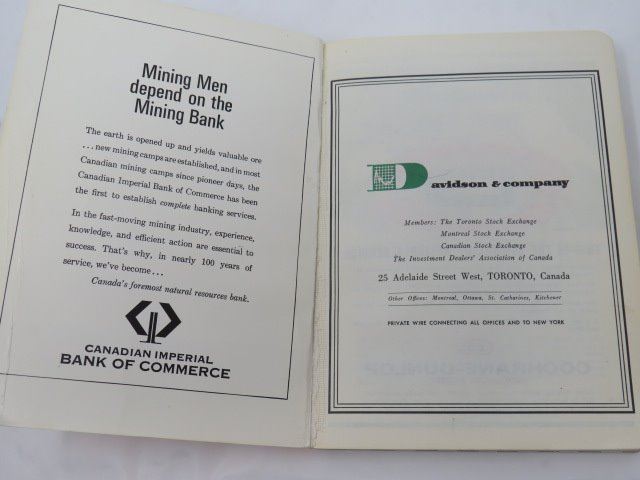 Mining Men
depend on the
Mining Bank
The earth is opened up and yields valuable ore
...new mining camps are established, and in most
Canadian mining camps since pioneer days, the
Canadian Imperial Bank of Commerce has been
the first to establish complete banking services.
In the fast-moving mining industry, experience,
knowledge, and efficient action are essential to
success. That's why, in nearly 100 years of
service, we've become...
Canada's foremost natural resources bank.
CANADIAN IMPERIAL
BANK OF COMMERCE
Davidson & company
Members: The Toronto Stock Exchange
Montreal Stock Exchange
Canadian Stock Exchange
The Investment Dealers' Association of Canada
25 Adelaide Street West, TORONTO, Canada
Other Offices: Montreal, Ottawa, St. Catharines, Kitchener
PRIVATE WIRE CONNECTING ALL OFFICES AND TO NEW YORK